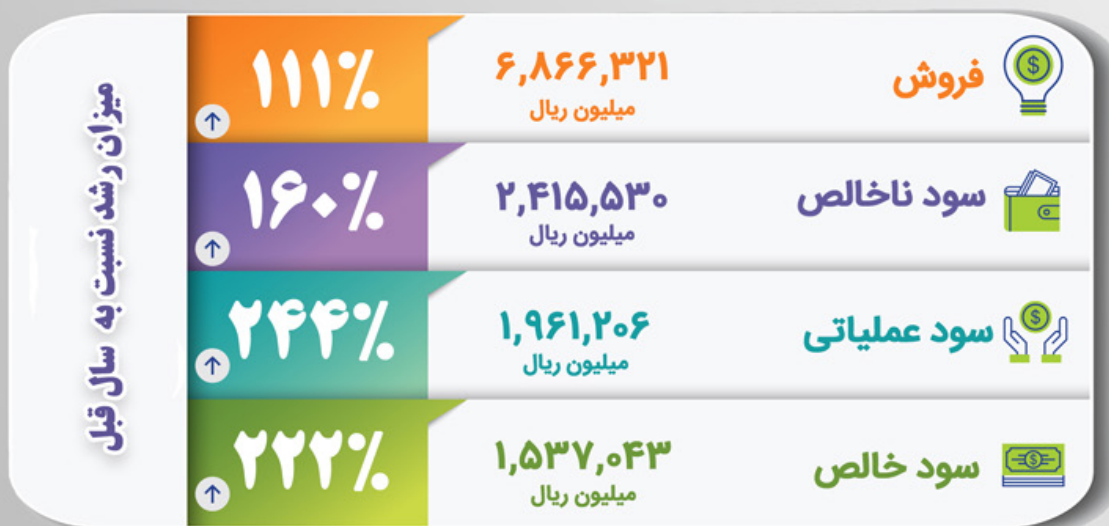 فروش
۶,۸۶۶,۳۲۱
میلیون ریال
۱۱۱%
سود ناخالص
۲,۴۱۵,۵۳۰
میلیون ریال
۱۶۰%
سود عملیاتی
۱,۹۶۱,۲۰۶
میلیون ریال
۲۴۴%
سود خالص
۱,۵۳۷,۰۴۳
میلیون ریال
۲۲۲%
میزان رشد نسبت به سال قبل